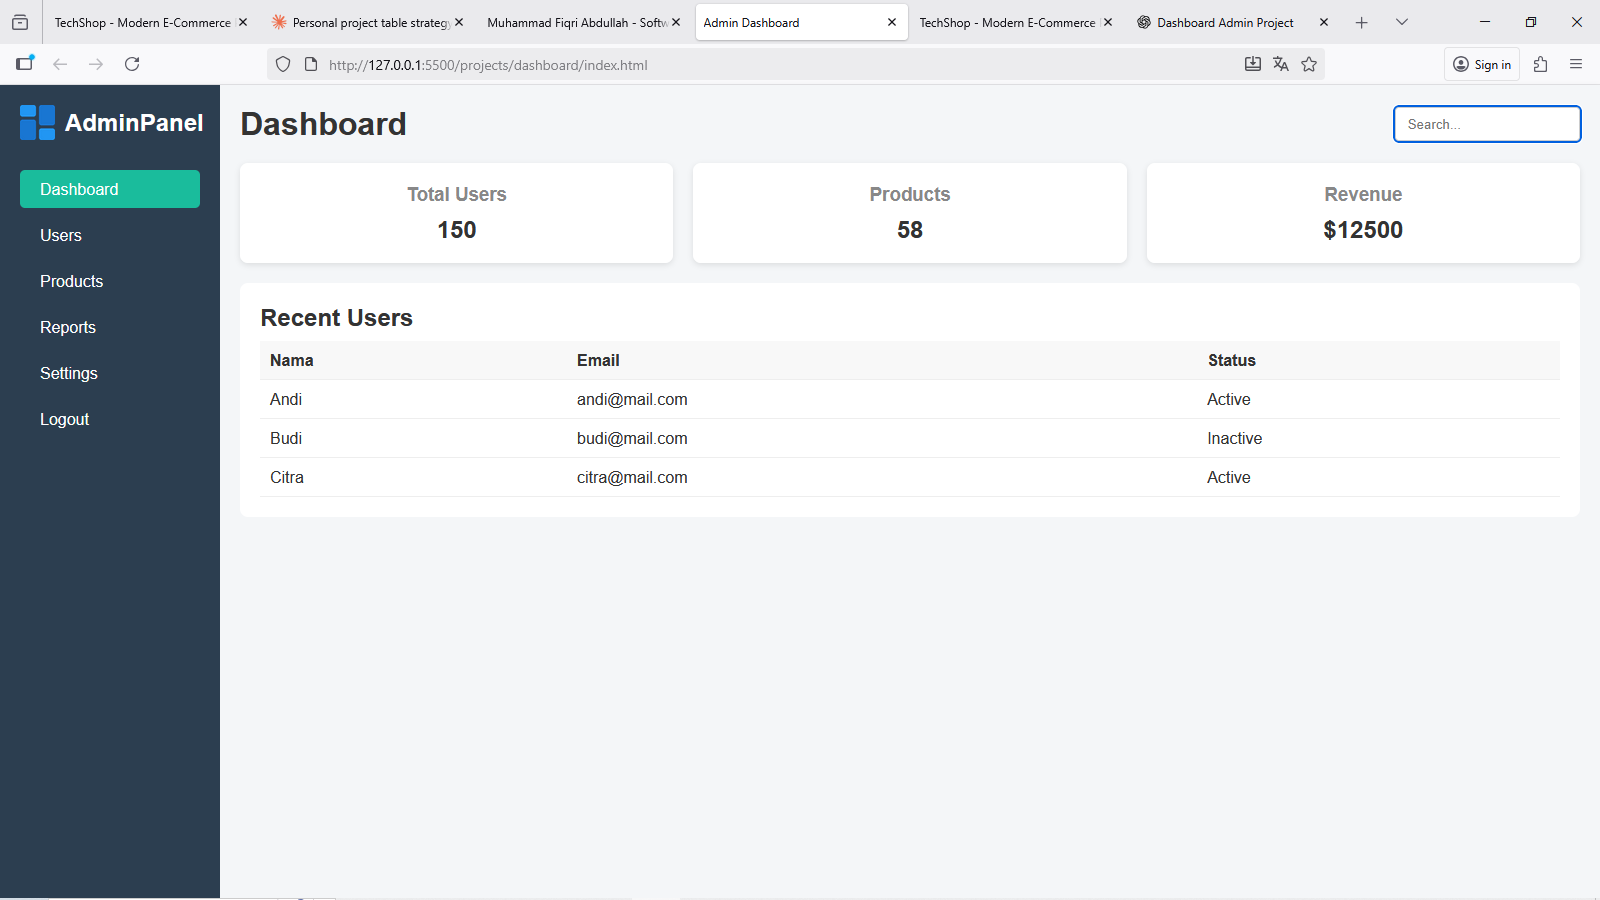 TechShop - Modern E-Commerce
Personal project table strategy
Muhammad Fiqri Abdullah - Softw
Admin Dashboard
TechShop - Modern E-Commerce
Dashboard Admin Project
http://127.0.0.1:5500/projects/dashboard/index.html
Sign in
AdminPanel
Dashboard
Users
Products
Reports
Settings
Logout
Dashboard
Search...
Total Users
150
Products
58
Revenue
$12500
Recent Users
Nama Email Status
Andi andi@mail.com Active
Budi budi@mail.com Inactive
Citra citra@mail.com Active